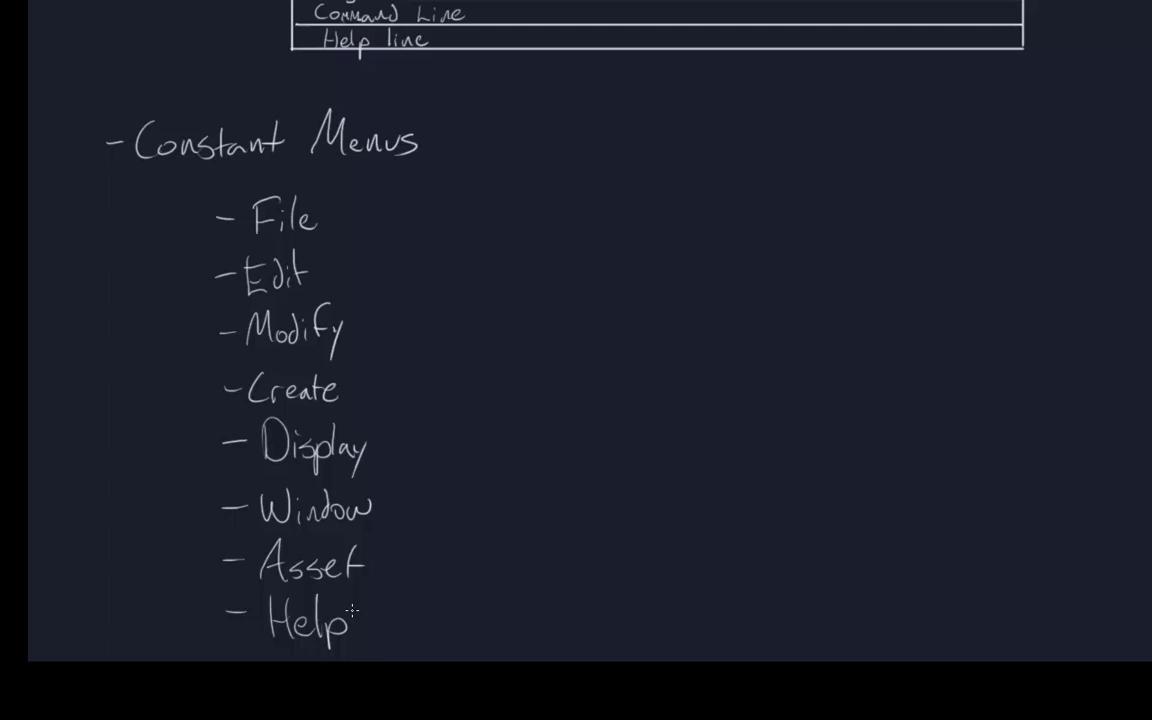 Command Line
Help line
- Constant Menus
- File
- Edit
- Modify
- Create
- Display
- Window
- Asset
- Help